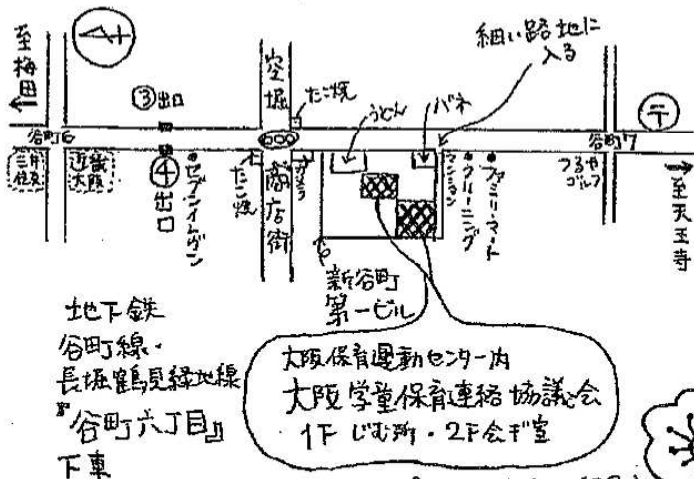 至梅田
③出口
空堀
商店街
たこ焼
うどん
バネ
細い路地に
入る
〒
谷町6
谷町7
三井
住友
近畿
大阪
④出口
セブンイレブン
たこ焼
マンション
クリーニング
ファミリーマート
つるや
ゴルフ
至天王寺
新谷町
第一ビル
地下鉄
谷町線・
長堀鶴見緑地線
『谷町六丁目』
下車
大阪保育運動センター内
大阪学童保育連絡協議会
1F じむ所・2F会ギ室